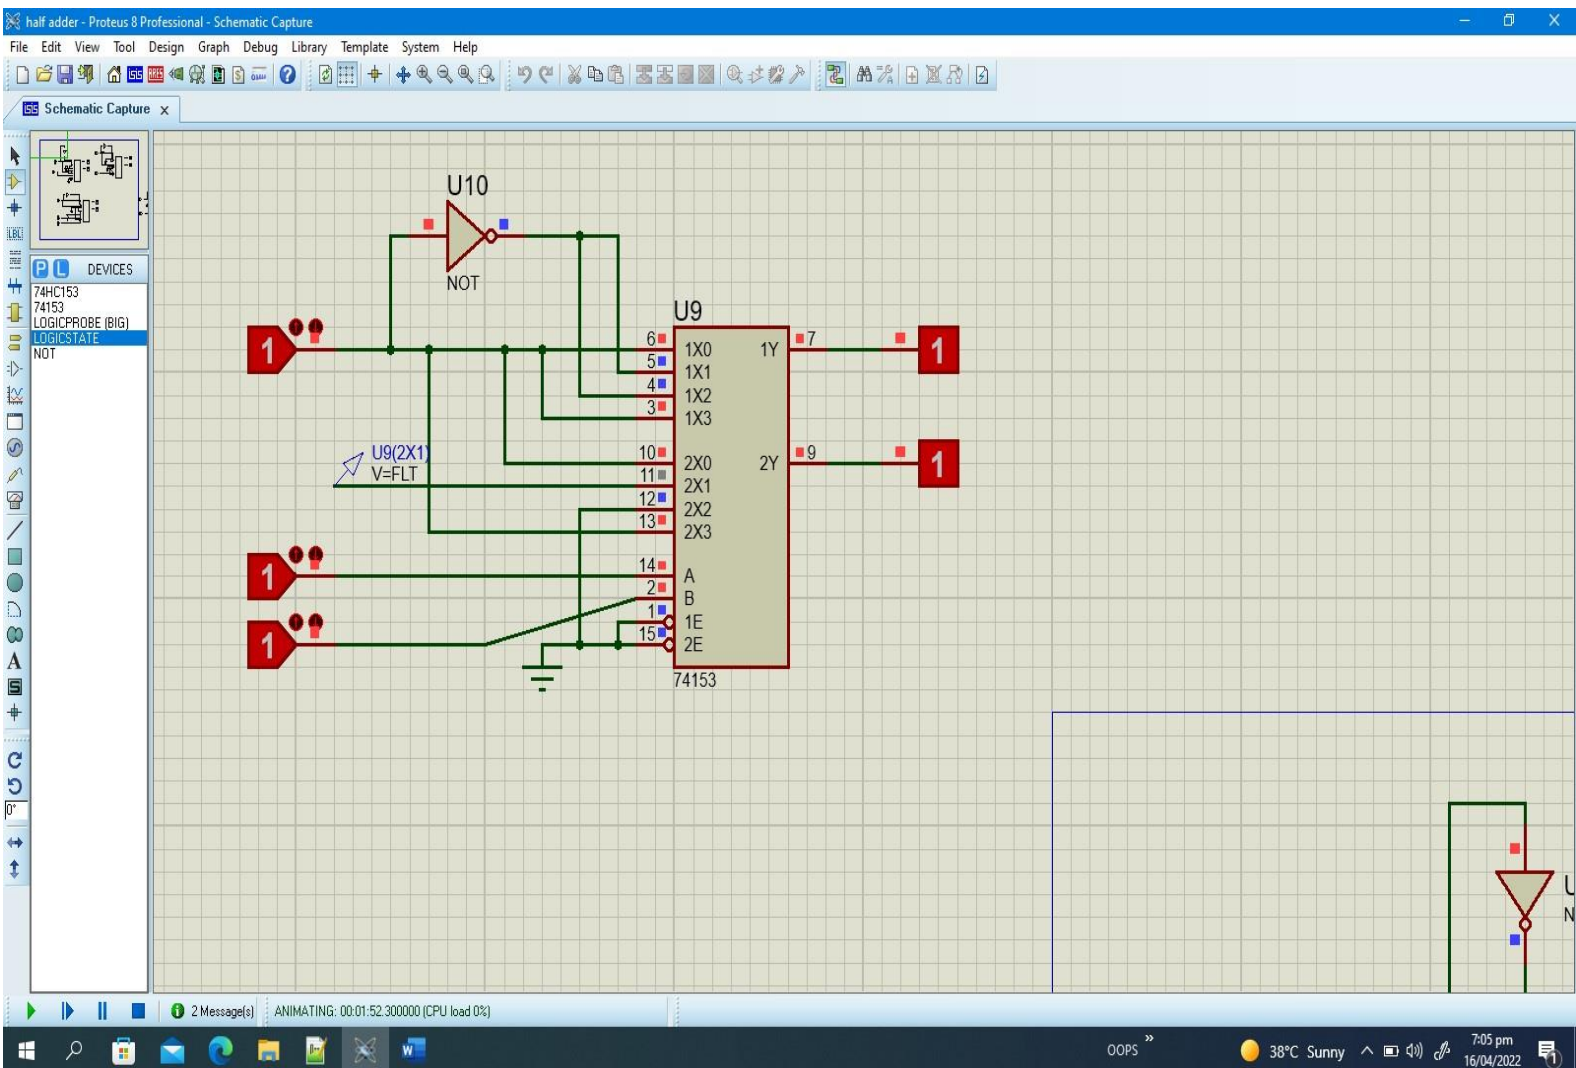 half adder - Proteus 8 Professional - Schematic Capture
File Edit View Tool Design Graph Debug Library Template System Help
Schematic Capture x
P L DEVICES
74HC153
74153
LOGICPROBE (BIG)
LOGICSTATE
NOT
LBL
A
S
0°
U10
NOT
U9
1
6 1X0 1Y 7
1
5 1X1
4 1X2
3 1X3
10 2X0 2Y 9
1
11 2X1
12 2X2
13 2X3
U9(2X1)
V=FLT
1
14 A
2 B
1
1 1E
15 2E
74153
U
N
2 Message(s) ANIMATING: 00:01:52.300000 (CPU load 0%)
OOPS » 38°C Sunny 7:05 pm
16/04/2022